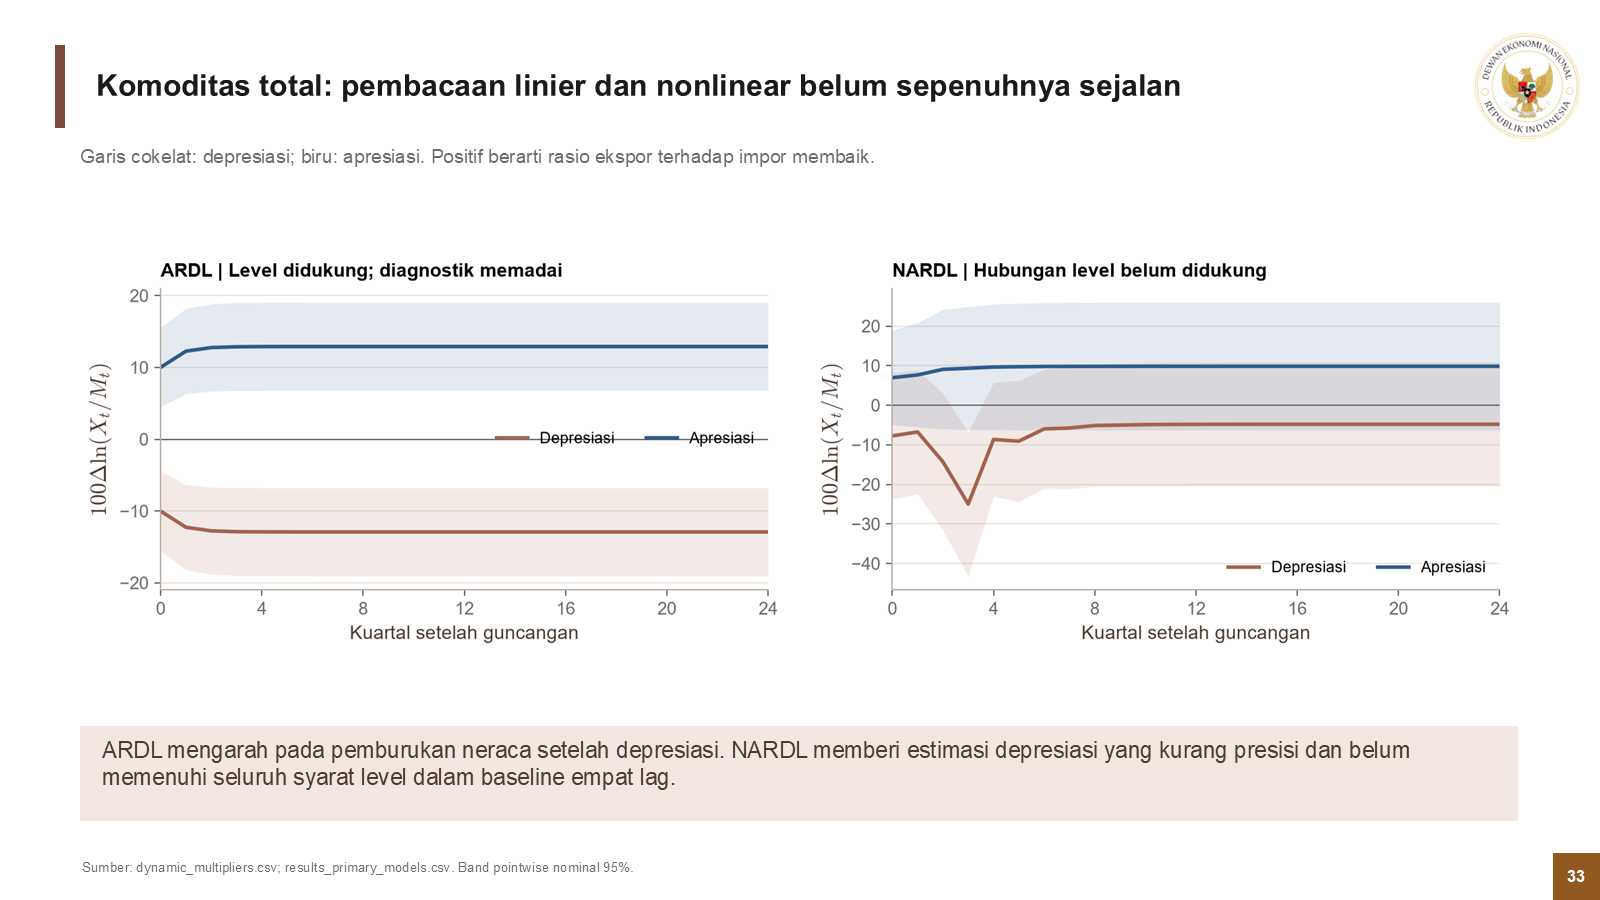 Komoditas total: pembacaan linier dan nonlinear belum sepenuhnya sejalan
DEWAN EKONOMI NASIONAL
REPUBLIK INDONESIA
Garis cokelat: depresiasi; biru: apresiasi. Positif berarti rasio ekspor terhadap impor membaik.
ARDL | Level didukung; diagnostik memadai
20
10
0
−10
−20
100Δln(Xₜ/Mₜ)
Depresiasi
Apresiasi
0 4 8 12 16 20 24
Kuartal setelah guncangan
NARDL | Hubungan level belum didukung
20
10
0
−10
−20
−30
−40
100Δln(Xₜ/Mₜ)
Depresiasi
Apresiasi
0 4 8 12 16 20 24
Kuartal setelah guncangan
ARDL mengarah pada pemburukan neraca setelah depresiasi. NARDL memberi estimasi depresiasi yang kurang presisi dan belum
memenuhi seluruh syarat level dalam baseline empat lag.
Sumber: dynamic_multipliers.csv; results_primary_models.csv. Band pointwise nominal 95%.
33